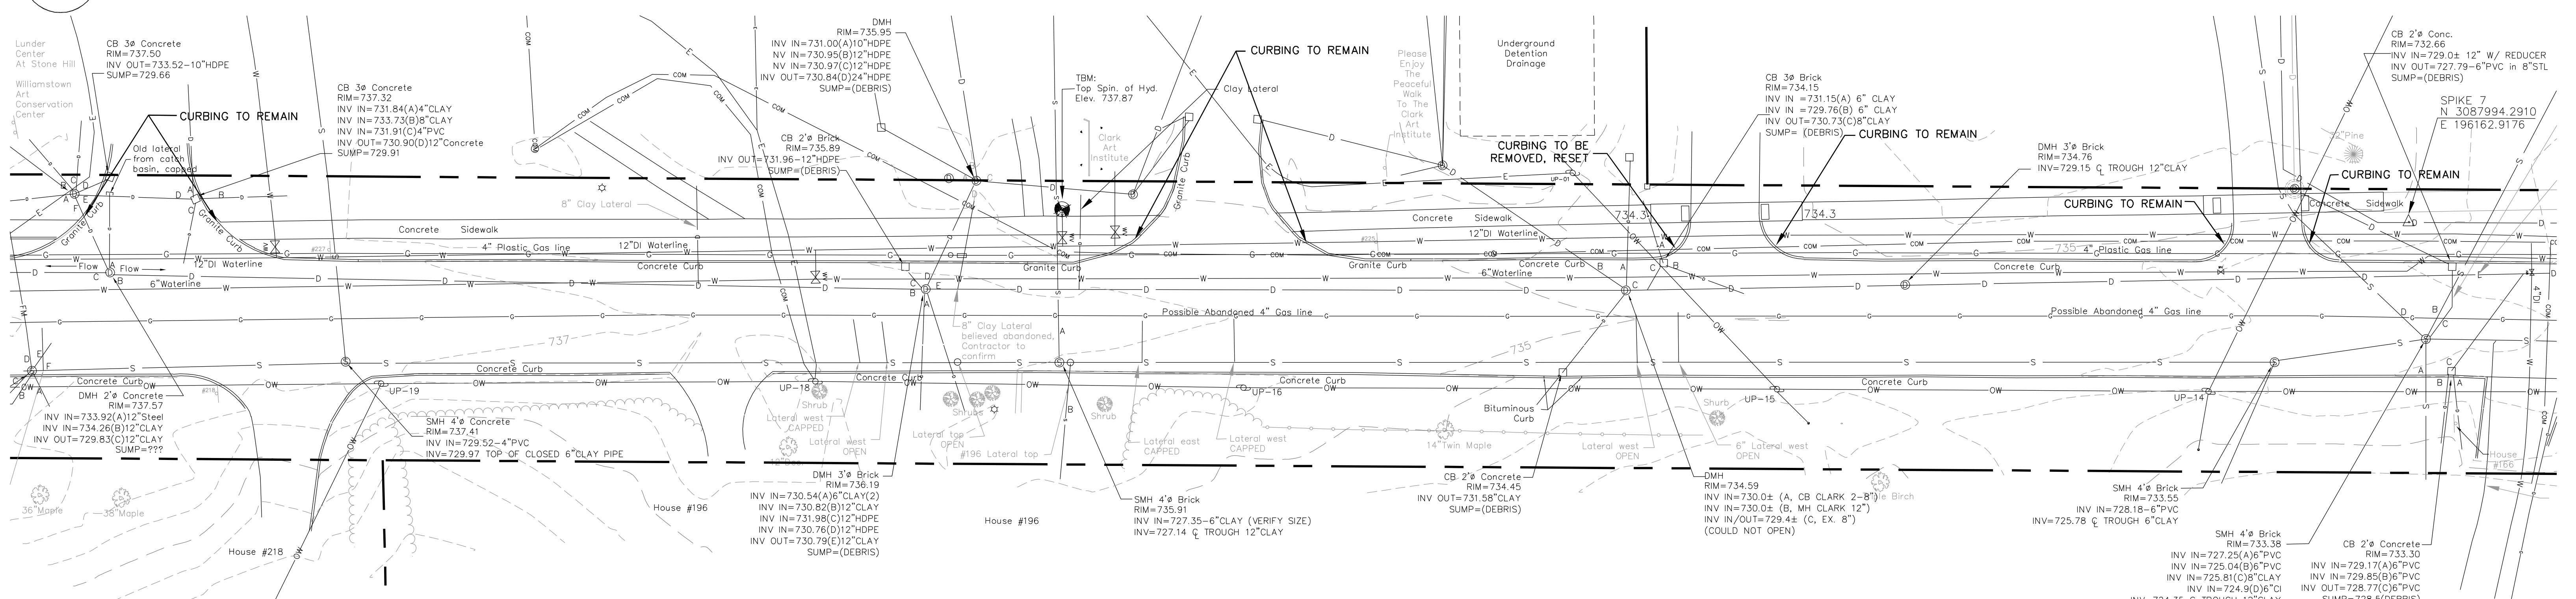 Lunder
Center
At Stone Hill
Williamstown
Art
Conservation
Center
CB 3Ø Concrete
RIM=737.50
INV OUT=733.52-10"HDPE
SUMP=729.66
CURBING TO REMAIN
Old lateral
from catch
basin, capped
CB 3Ø Concrete
RIM=737.32
INV IN=731.84(A)4"CLAY
INV IN=733.73(B)8"CLAY
INV IN=731.91(C)4"PVC
INV OUT=730.90(D)12"Concrete
SUMP=729.91
DMH
RIM=735.95
INV IN=731.00(A)10"HDPE
NV IN=730.95(B)12"HDPE
NV IN=730.97(C)12"HDPE
INV OUT=730.84(D)24"HDPE
SUMP=(DEBRIS)
CB 2'Ø Brick
RIM=735.89
INV OUT=731.96-12"HDPE
SUMP=(DEBRIS)
TBM:
Top Spin. of Hyd.
Elev. 737.87
Clark
Art
Institute
Clay Lateral
CURBING TO REMAIN
Please
Enjoy
The
Peaceful
Walk
To The
Clark
Art
Institute
Underground
Detention
Drainage
CURBING TO BE
REMOVED, RESET
UP-01
CB 3Ø Brick
RIM=734.15
INV IN =731.15(A) 6" CLAY
INV IN =729.76(B) 6" CLAY
INV OUT=730.73(C)8"CLAY
SUMP= (DEBRIS)
CURBING TO REMAIN
DMH 3'Ø Brick
RIM=734.76
INV=729.15 ℄ TROUGH 12"CLAY
CURBING TO REMAIN
CURBING TO REMAIN
CB 2'Ø Conc.
RIM=732.66
INV IN=729.0± 12" W/ REDUCER
INV OUT=727.79-6"PVC in 8"STL
SUMP=(DEBRIS)
SPIKE 7
N 3087994.2910
E 196162.9176
Granite Curb
Granite Curb
8" Clay Lateral
Concrete Sidewalk
4" Plastic Gas line
12"DI Waterline
Concrete Curb
Granite Curb
Granite Curb
Concrete Sidewalk
12"DI Waterline
Granite Curb
6"Waterline
Concrete Curb
734.3
734.3
735
4" Plastic Gas line
Concrete Curb
Concrete Sidewalk
Flow
Flow
12"DI Waterline
6"Waterline
4"DI
Possible Abandoned 4" Gas line
Possible Abandoned 4" Gas line
737
735
8" Clay Lateral
believed abandoned,
Contractor to
confirm
Concrete Curb
Concrete Curb
Concrete Curb
Concrete Curb
Concrete Curb
UP-19
UP-18
UP-16
UP-15
UP-14
Bituminous
Curb
DMH 2'Ø Concrete
RIM=737.57
INV IN=733.92(A)12"Steel
INV IN=734.26(B)12"CLAY
INV OUT=729.83(C)12"CLAY
SUMP=???
SMH 4'Ø Concrete
RIM=737.41
INV IN=729.52-4"PVC
INV=729.97 TOP OF CLOSED 6"CLAY PIPE
Shrub
Lateral west
CAPPED
Lateral west
OPEN
Shrubs
Lateral top
OPEN
#196 Lateral top
Shrub
Lateral east
CAPPED
Lateral west
CAPPED
14"Twin Maple
Lateral west
OPEN
Shurb
6" Lateral west
OPEN
36"Maple
38"Maple
House #218
House #196
House #196
DMH 3'Ø Brick
RIM=736.19
INV IN=730.54(A)6"CLAY(2)
INV IN=730.82(B)12"CLAY
INV IN=731.98(C)12"HDPE
INV IN=730.76(D)12"HDPE
INV OUT=730.79(E)12"CLAY
SUMP=(DEBRIS)
SMH 4'Ø Brick
RIM=735.91
INV IN=727.35-6"CLAY (VERIFY SIZE)
INV=727.14 ℄ TROUGH 12"CLAY
CB 2'Ø Concrete
RIM=734.45
INV OUT=731.58"CLAY
SUMP=(DEBRIS)
DMH
RIM=734.59
INV IN=730.0± (A, CB CLARK 2-8")
INV IN=730.0± (B, MH CLARK 12")
INV IN/OUT=729.4± (C, EX. 8")
(COULD NOT OPEN)
Birch
SMH 4'Ø Brick
RIM=733.55
INV IN=728.18-6"PVC
INV=725.78 ℄ TROUGH 6"CLAY
House
#166
SMH 4'Ø Brick
RIM=733.38
INV IN=727.25(A)6"PVC
INV IN=725.04(B)6"PVC
INV IN=725.81(C)8"CLAY
INV IN=724.9(D)6"CI
CB 2'Ø Concrete
RIM=733.30
INV IN=729.17(A)6"PVC
INV IN=729.85(B)6"PVC
INV OUT=728.77(C)6"PVC